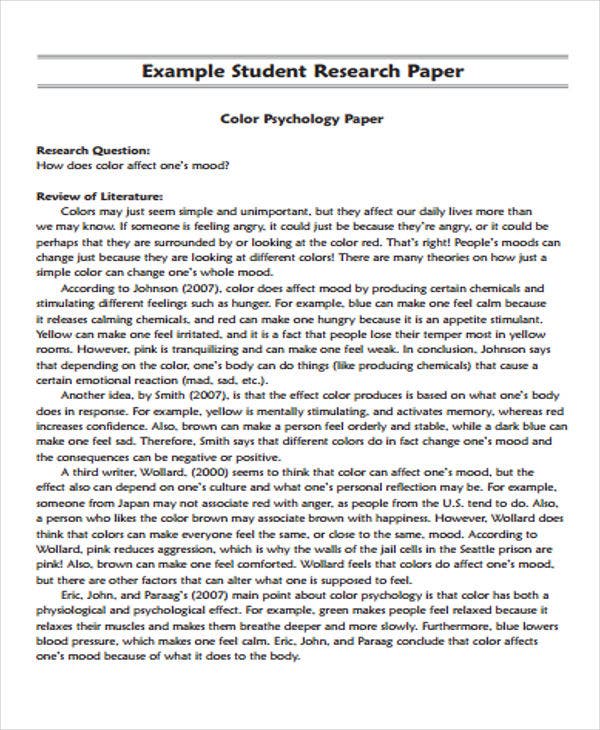 Example Student Research Paper
Color Psychology Paper
Research Question:
How does color affect one's mood?
Review of Literature:
Colors may just seem simple and unimportant, but they affect our daily lives more than
we may know. If someone is feeling angry, it could just be because they're angry, or it could be
perhaps that they are surrounded by or looking at the color red. That's right! People's moods can
change just because they are looking at different colors! There are many theories on how just a
simple color can change one's whole mood.
According to Johnson (2007), color does affect mood by producing certain chemicals and
stimulating different feelings such as hunger. For example, blue can make one feel calm because
it releases calming chemicals, and red can make one hungry because it is an appetite stimulant.
Yellow can make one feel irritated, and it is a fact that people lose their temper most in yellow
rooms. However, pink is tranquilizing and can make one feel weak. In conclusion, Johnson says
that depending on the color, one's body can do things (like producing chemicals) that cause a
certain emotional reaction (mad, sad, etc.).
Another idea, by Smith (2007), is that the effect color produces is based on what one's body
does in response. For example, yellow is mentally stimulating, and activates memory, whereas red
increases confidence. Also, brown can make a person feel orderly and stable, while a dark blue can
make one feel sad. Therefore, Smith says that different colors do in fact change one's mood and
the consequences can be negative or positive.
A third writer, Wollard, (2000) seems to think that color can affect one's mood, but the
effect also can depend on one's culture and what one's personal reflection may be. For example,
someone from Japan may not associate red with anger, as people from the U.S. tend to do. Also,
a person who likes the color brown may associate brown with happiness. However, Wollard does
think that colors can make everyone feel the same, or close to the same, mood. According to
Wollard, pink reduces aggression, which is why the walls of the jail cells in the Seattle prison are
pink! Also, brown can make one feel comforted. Wollard feels that colors do affect one's mood,
but there are other factors that can alter what one is supposed to feel.
Eric, John, and Paraag's (2007) main point about color psychology is that color has both a
physiological and psychological effect. For example, green makes people feel relaxed because it
relaxes their muscles and makes them breathe deeper and more slowly. Furthermore, blue lowers
blood pressure, which makes one feel calm. Eric, John, and Paraag conclude that color affects
one's mood because of what it does to the body.